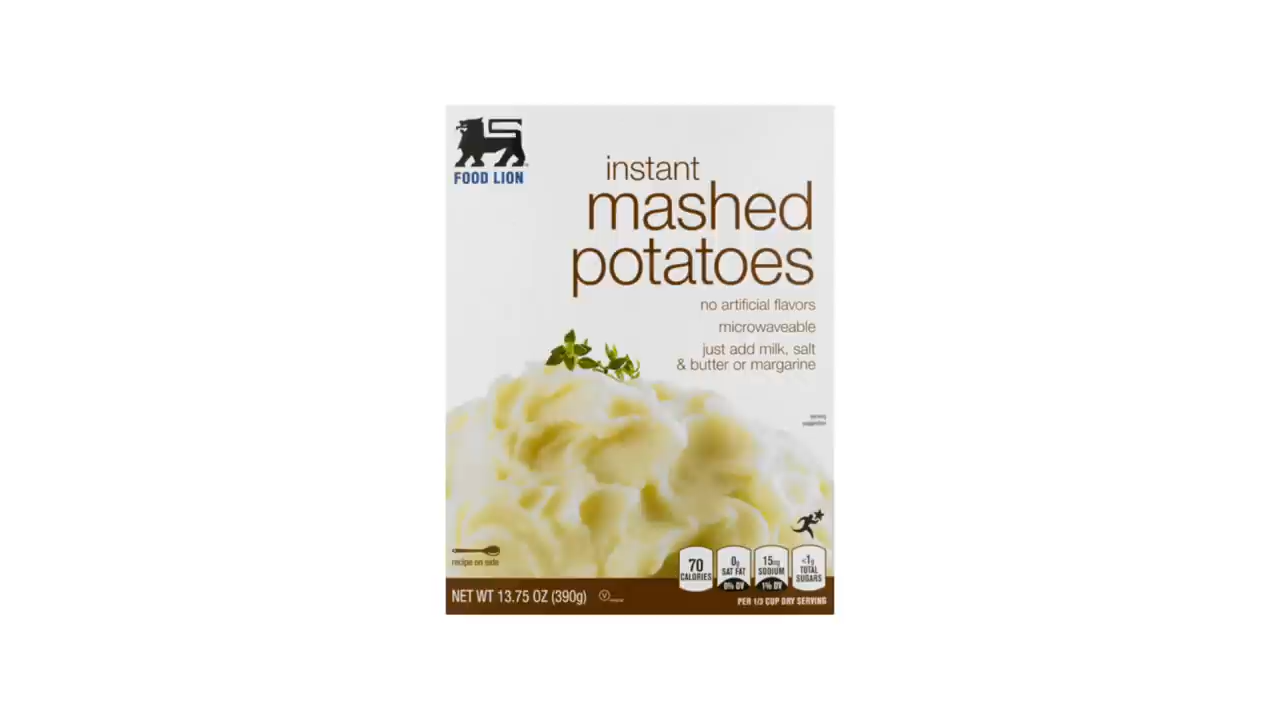 FOOD LION
instant
mashed
potatoes
no artificial flavors
microwaveable
just add milk, salt
& butter or margarine
serving
suggestion
recipe on side
70
CALORIES
0g
SAT FAT
0% DV
15mg
SODIUM
1% DV
<1g
TOTAL
SUGARS
NET WT 13.75 OZ (390g)
PER 1/3 CUP DRY SERVING